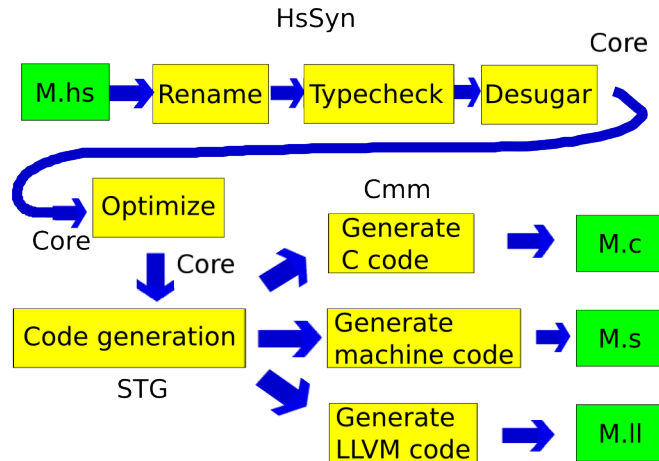 HsSyn
Core
M.hs
Rename
Typecheck
Desugar
Optimize
Core
Core
Cmm
Generate
C code
M.c
Code generation
STG
Generate
machine code
M.s
Generate
LLVM code
M.ll